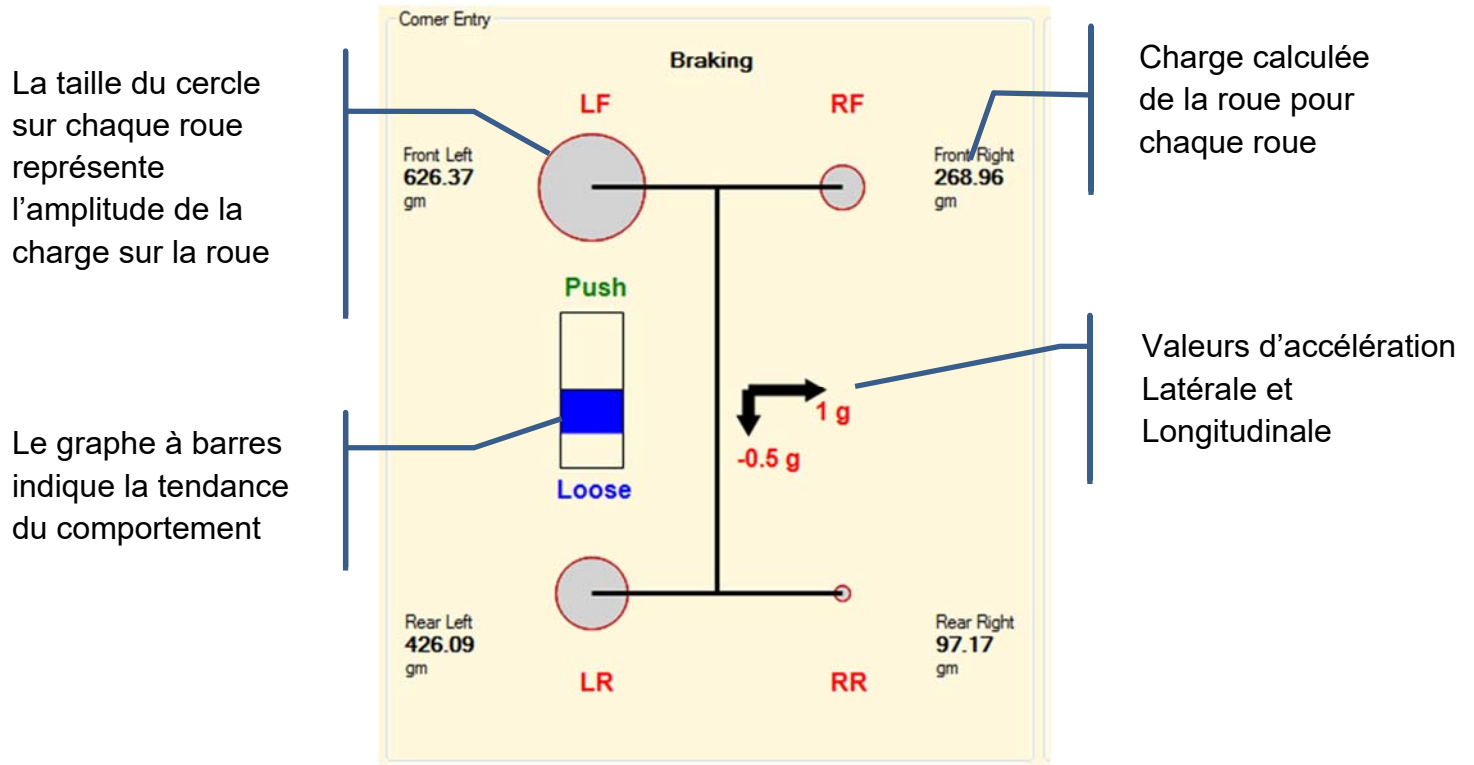 La taille du cercle
sur chaque roue
représente
l’amplitude de la
charge sur la roue
Le graphe à barres
indique la tendance
du comportement
Corner Entry
Braking
LF
RF
Front Left
626.37
gm
Front Right
268.96
gm
Push
Loose
1 g
-0.5 g
Rear Left
426.09
gm
Rear Right
97.17
gm
LR
RR
Charge calculée
de la roue pour
chaque roue
Valeurs d’accélération
Latérale et
Longitudinale